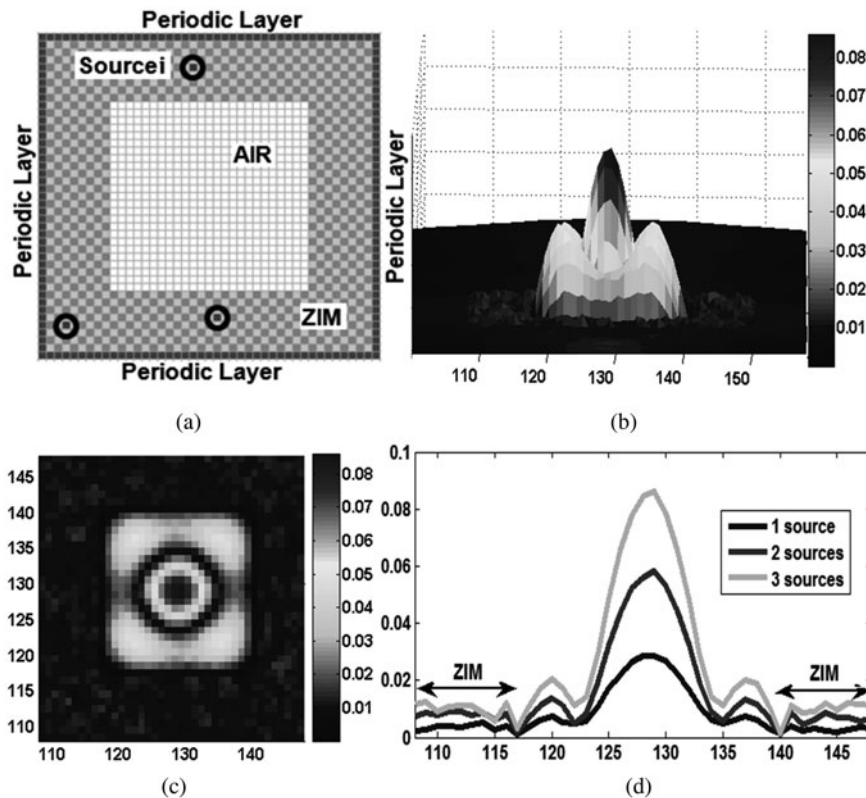 Periodic Layer
Sourcei
AIR
Periodic Layer
Periodic Layer
ZIM
Periodic Layer
(a)
0.08
0.07
0.06
0.05
0.04
0.03
0.02
0.01
110 120 130 140 150
(b)
145
140
135
130
125
120
115
110
110 120 130 140
0.08
0.07
0.06
0.05
0.04
0.03
0.02
0.01
(c)
0.1
0.08
0.06
0.04
0.02
0
1 source
2 sources
3 sources
ZIM
ZIM
110 115 120 125 130 135 140 145
(d)